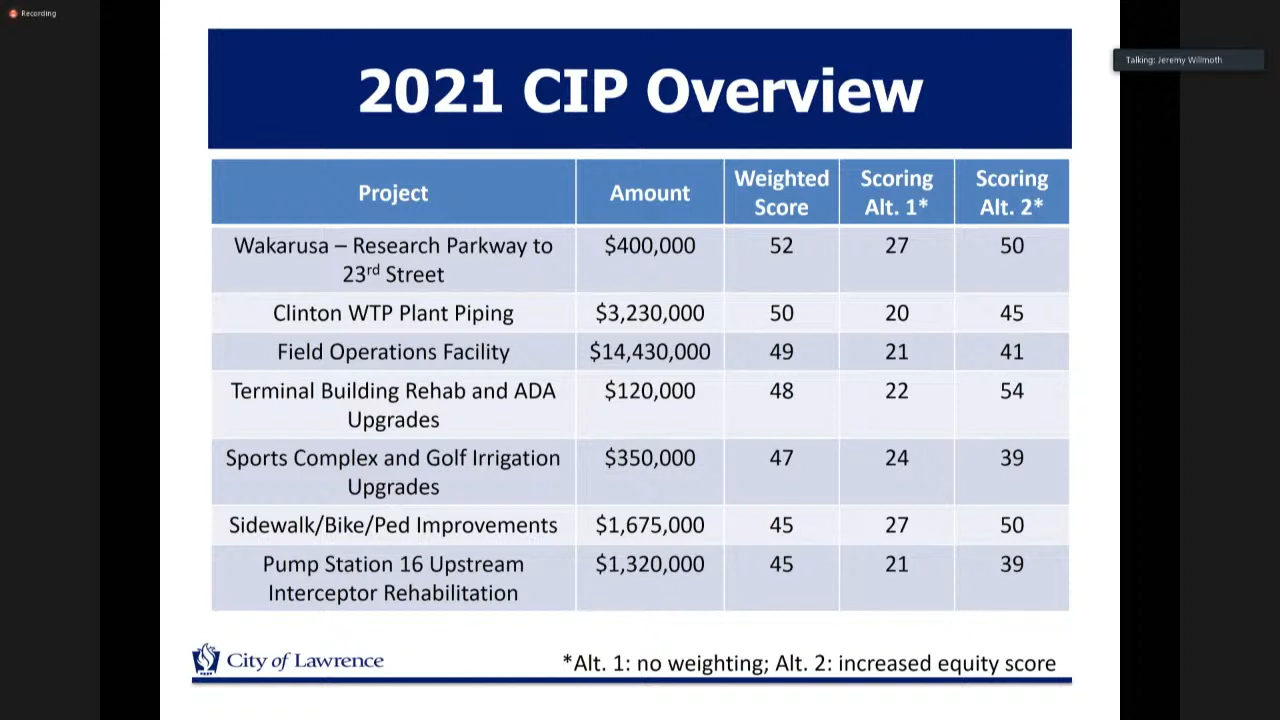 Recording
Talking: Jeremy Willmoth
2021 CIP Overview
Project Amount Weighted Score Scoring Alt. 1* Scoring Alt. 2*
Wakarusa – Research Parkway to 23rd Street $400,000 52 27 50
Clinton WTP Plant Piping $3,230,000 50 20 45
Field Operations Facility $14,430,000 49 21 41
Terminal Building Rehab and ADA Upgrades $120,000 48 22 54
Sports Complex and Golf Irrigation Upgrades $350,000 47 24 39
Sidewalk/Bike/Ped Improvements $1,675,000 45 27 50
Pump Station 16 Upstream Interceptor Rehabilitation $1,320,000 45 21 39
City of Lawrence
*Alt. 1: no weighting; Alt. 2: increased equity score